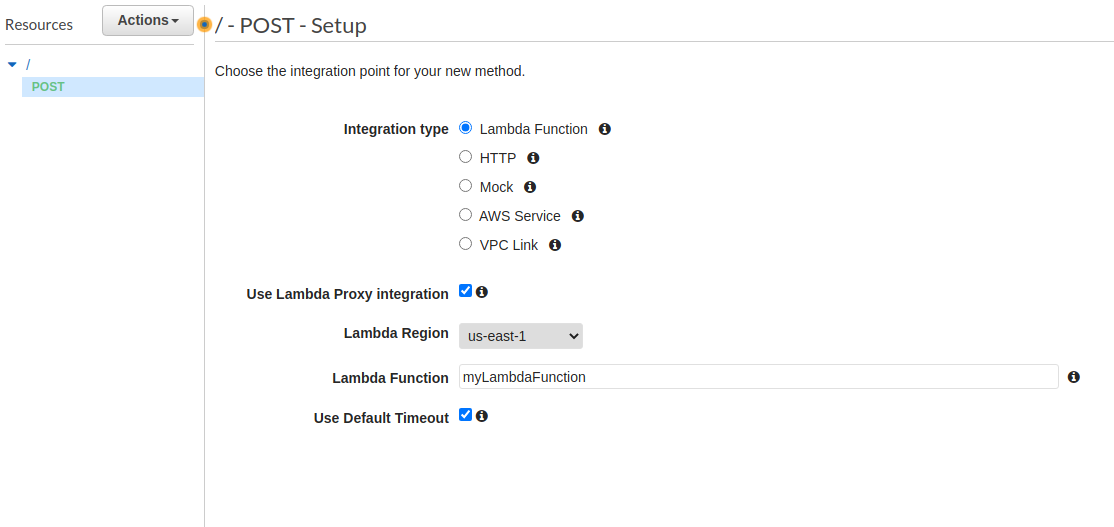 Resources
Actions
/ - POST - Setup
/
POST
Choose the integration point for your new method.
Integration type
Lambda Function
HTTP
Mock
AWS Service
VPC Link
Use Lambda Proxy integration
Lambda Region
us-east-1
Lambda Function
myLambdaFunction
Use Default Timeout